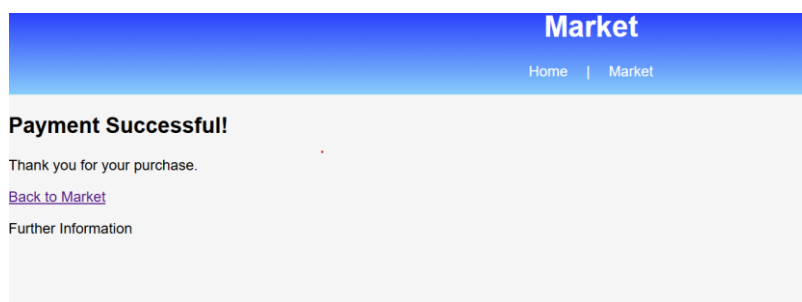 Market
Home | Market
Payment Successful!
Thank you for your purchase.
Back to Market
Further Information